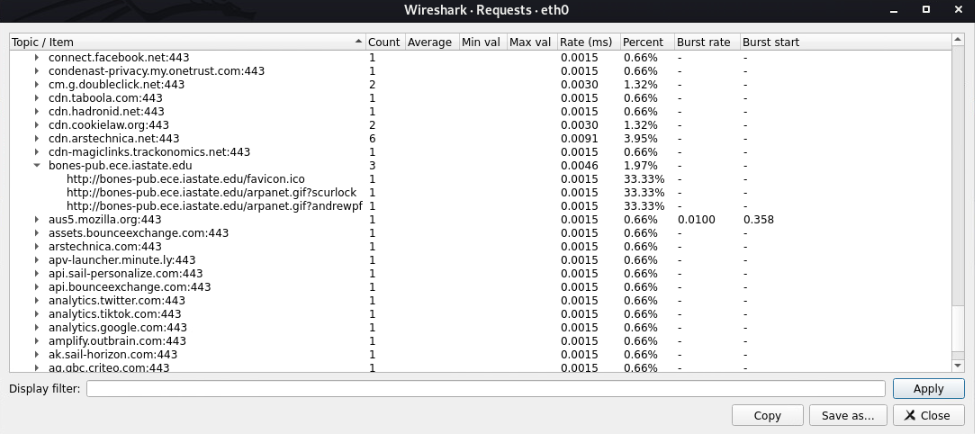 Wireshark · Requests · eth0
Topic / Item Count Average Min val Max val Rate (ms) Percent Burst rate Burst start
connect.facebook.net:443 1 0.0015 0.66% - -
condenast-privacy.my.onetrust.com:443 1 0.0015 0.66% - -
cm.g.doubleclick.net:443 2 0.0030 1.32% - -
cdn.taboola.com:443 1 0.0015 0.66% - -
cdn.hadronid.net:443 1 0.0015 0.66% - -
cdn.cookielaw.org:443 2 0.0030 1.32% - -
cdn.arstechnica.net:443 6 0.0091 3.95% - -
cdn-magiclinks.trackonomics.net:443 1 0.0015 0.66% - -
bones-pub.ece.iastate.edu 3 0.0046 1.97% - -
http://bones-pub.ece.iastate.edu/favicon.ico 1 0.0015 33.33% - -
http://bones-pub.ece.iastate.edu/arpanet.gif?scurlock 1 0.0015 33.33% - -
http://bones-pub.ece.iastate.edu/arpanet.gif?andrewpf 1 0.0015 33.33% - -
aus5.mozilla.org:443 1 0.0015 0.66% 0.0100 0.358
assets.bounceexchange.com:443 1 0.0015 0.66% - -
arstechnica.com:443 1 0.0015 0.66% - -
apv-launcher.minute.ly:443 1 0.0015 0.66% - -
api.sail-personalize.com:443 1 0.0015 0.66% - -
api.bounceexchange.com:443 1 0.0015 0.66% - -
analytics.twitter.com:443 1 0.0015 0.66% - -
analytics.tiktok.com:443 1 0.0015 0.66% - -
analytics.google.com:443 1 0.0015 0.66% - -
amplify.outbrain.com:443 1 0.0015 0.66% - -
ak.sail-horizon.com:443 1 0.0015 0.66% - -
ag.gbc.criteo.com:443 1 0.0015 0.66% - -
Display filter: Apply
Copy Save as... Close